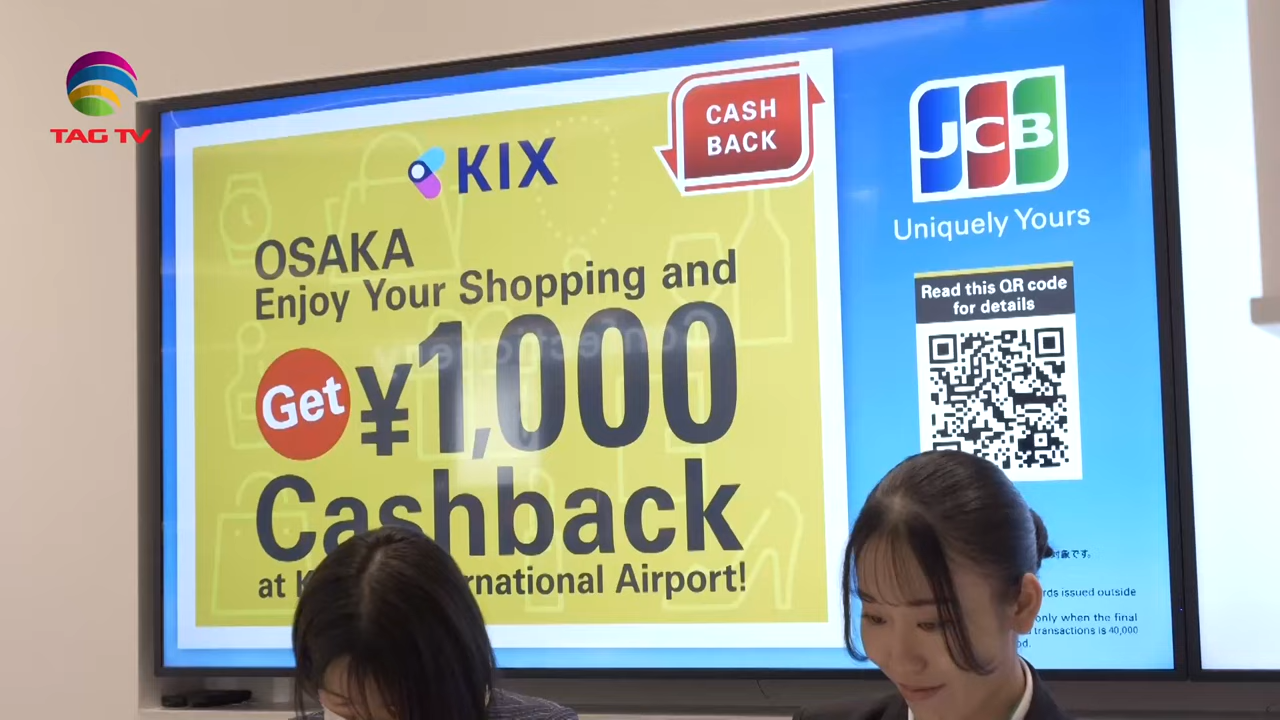 TAG TV
KIX
CASH
BACK
OSAKA
Enjoy Your Shopping and
Get ¥1,000
Cashback
at K rnational Airport!
JCB
Uniquely Yours
Read this QR code
for details
対象です。
rds issued outside
only when the final
transactions is 40,000
od.